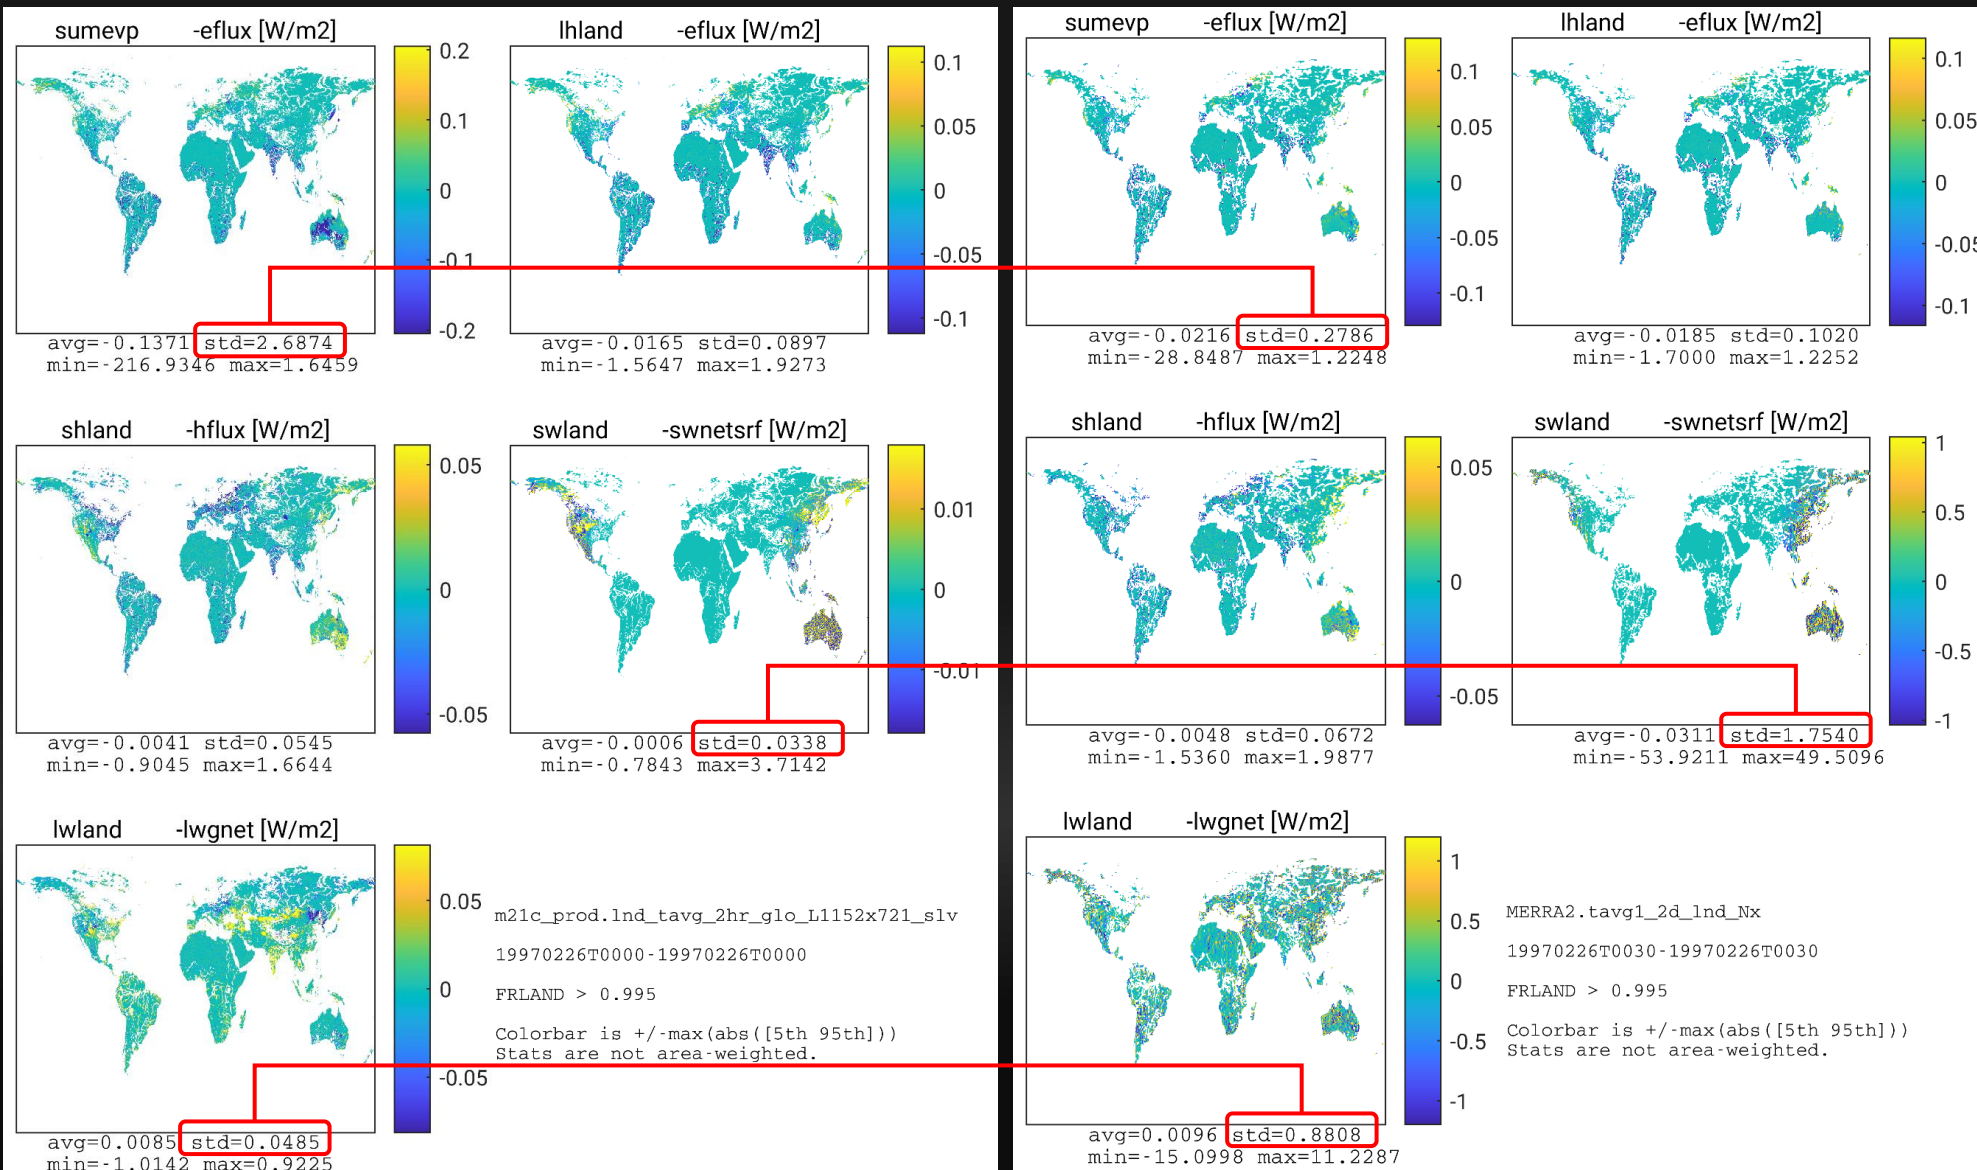 sumevp -eflux [W/m2]
0.2
0.1
0
-0.1
-0.2
avg=-0.1371 std=2.6874
min=-216.9346 max=1.6459
lhland -eflux [W/m2]
0.1
0.05
0
-0.05
-0.1
avg=-0.0165 std=0.0897
min=-1.5647 max=1.9273
shland -hflux [W/m2]
0.05
0
-0.05
avg=-0.0041 std=0.0545
min=-0.9045 max=1.6644
swland -swnetsrf [W/m2]
0.01
0
-0.01
avg=-0.0006 std=0.0338
min=-0.7843 max=3.7142
lwland -lwgnet [W/m2]
0.05
0
-0.05
avg=0.0085 std=0.0485
min=-1.0142 max=0.9225
m21c_prod.lnd_tavg_2hr_glo_L1152x721_slv
19970226T0000-19970226T0000
FRLAND > 0.995
Colorbar is +/-max(abs([5th 95th]))
Stats are not area-weighted.
sumevp -eflux [W/m2]
0.1
0.05
0
-0.05
-0.1
avg=-0.0216 std=0.2786
min=-28.8487 max=1.2248
lhland -eflux [W/m2]
0.1
0.05
0
-0.05
-0.1
avg=-0.0185 std=0.1020
min=-1.7000 max=1.2252
shland -hflux [W/m2]
0.05
0
-0.05
avg=-0.0048 std=0.0672
min=-1.5360 max=1.9877
swland -swnetsrf [W/m2]
1
0.5
0
-0.5
-1
avg=-0.0311 std=1.7540
min=-53.9211 max=49.5096
lwland -lwgnet [W/m2]
1
0.5
0
-0.5
-1
avg=0.0096 std=0.8808
min=-15.0998 max=11.2287
MERRA2.tavg1_2d_lnd_Nx
19970226T0030-19970226T0030
FRLAND > 0.995
Colorbar is +/-max(abs([5th 95th]))
Stats are not area-weighted.